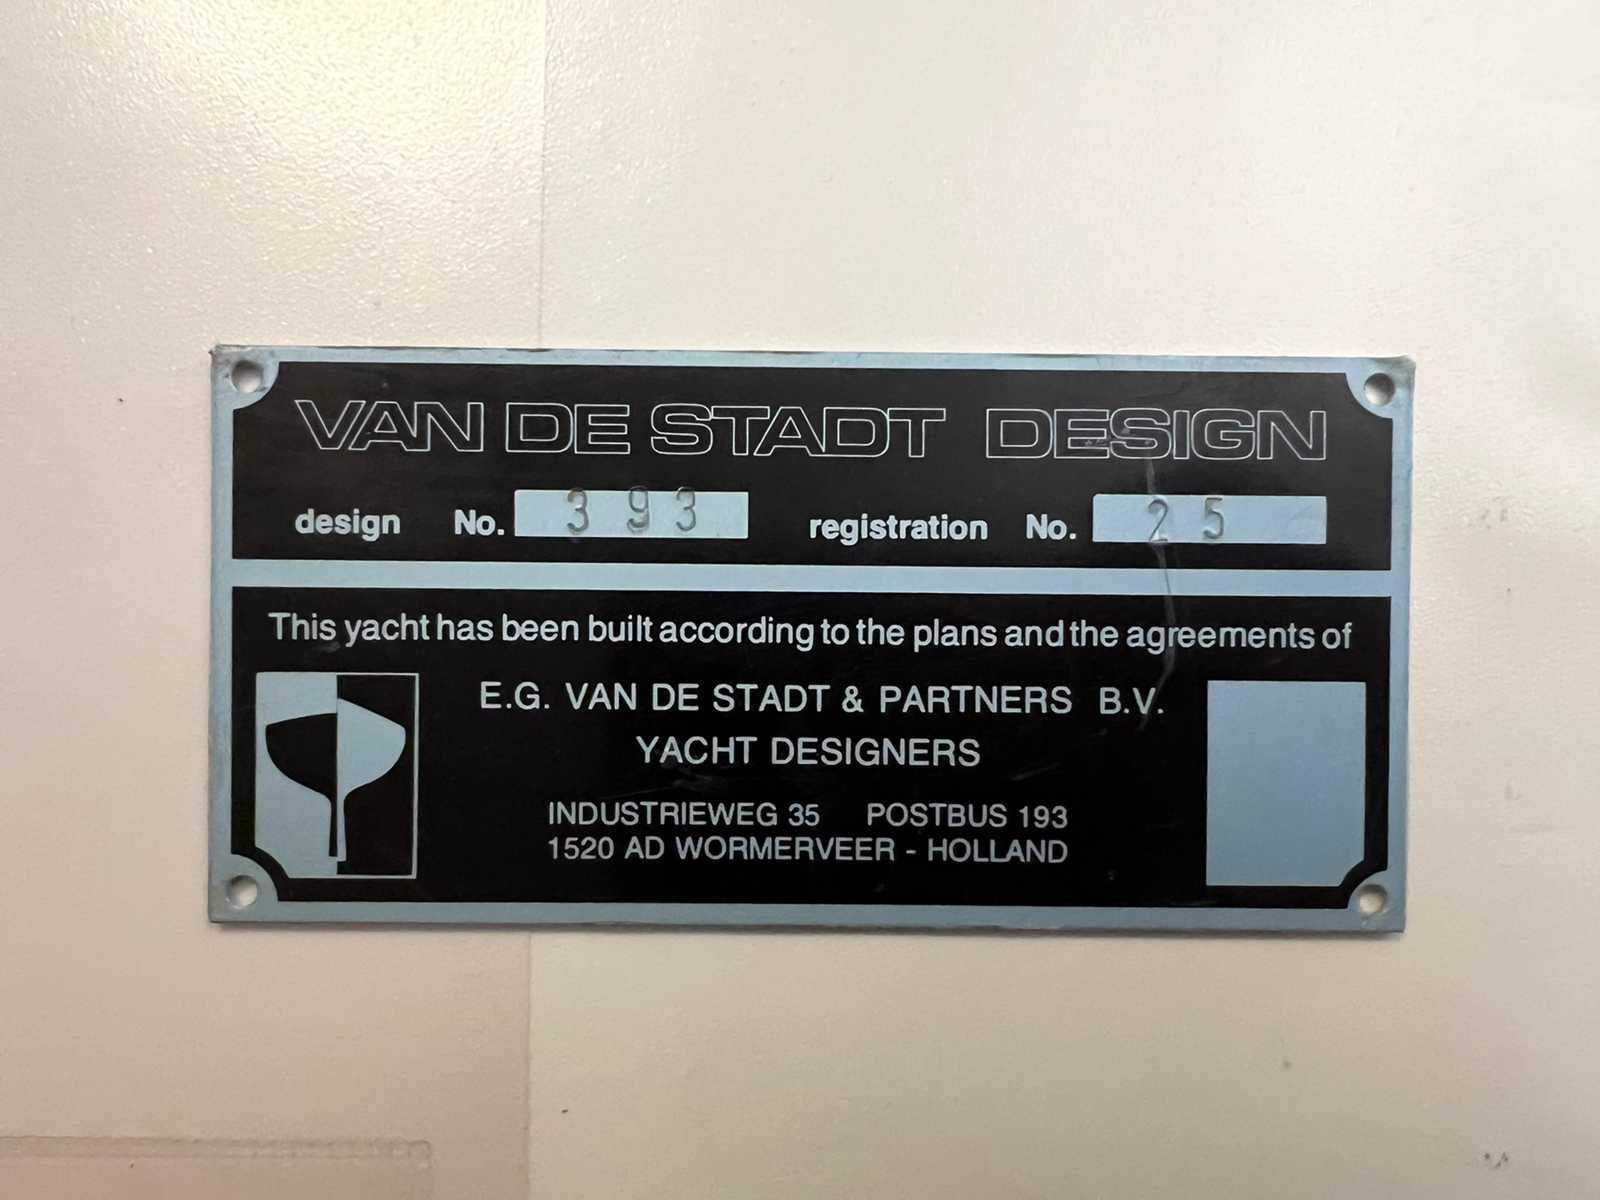 VAN DE STADT DESIGN
design No. 393 registration No. 25
This yacht has been built according to the plans and the agreements of
E.G. VAN DE STADT & PARTNERS B.V.
YACHT DESIGNERS
INDUSTRIEWEG 35 POSTBUS 193
1520 AD WORMERVEER - HOLLAND